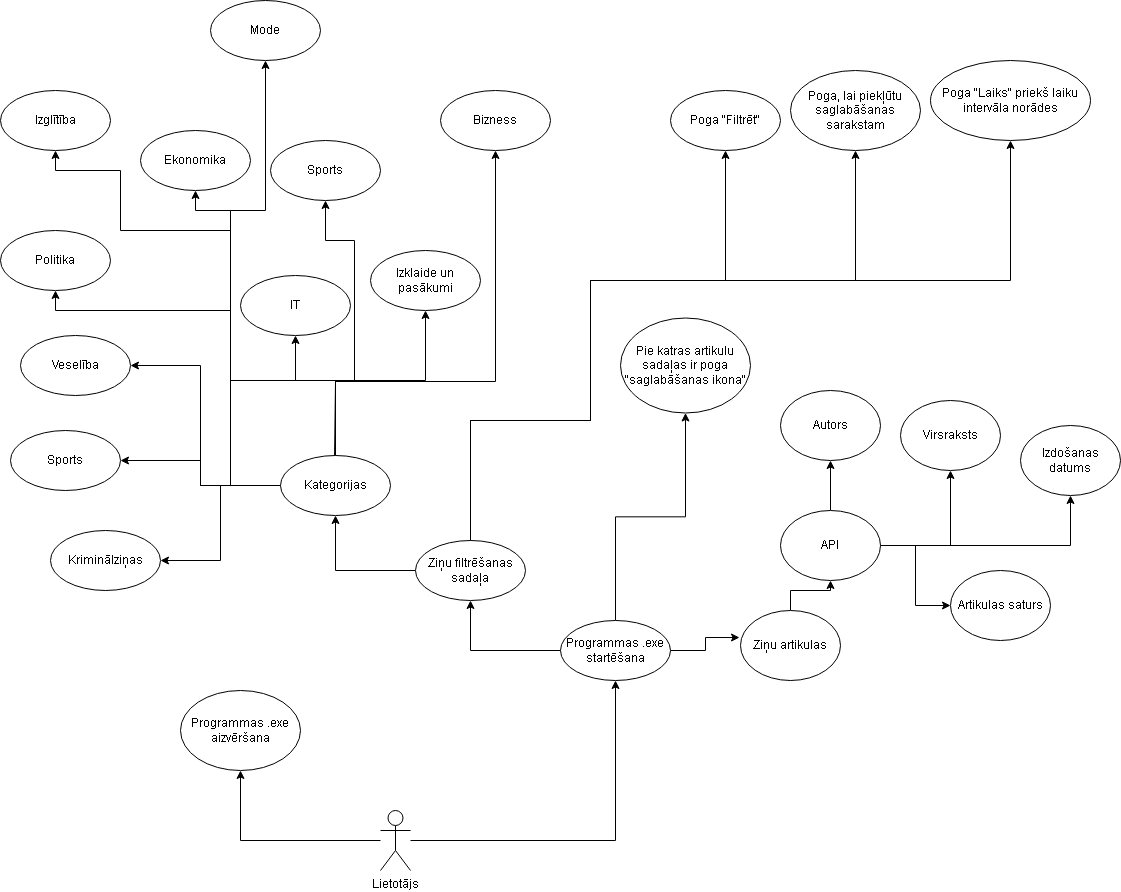 Mode
Izglītība
Bizness
Poga "Filtrēt"
Poga, lai piekļūtu
saglabāšanas
sarakstam
Poga "Laiks" priekš laiku
intervāla norādes
Ekonomika
Sports
Politika
IT
Izklaide un
pasākumi
Veselība
Pie katras artikulu
sadaļas ir poga
"saglabāšanas ikona"
Autors
Virsraksts
Izdošanas
datums
Sports
Kategorijas
Kriminālziņas
Ziņu filtrēšanas
sadaļa
API
Artikulas saturs
Programmas .exe
startēšana
Ziņu artikulas
Programmas .exe
aizvēršana
Lietotājs